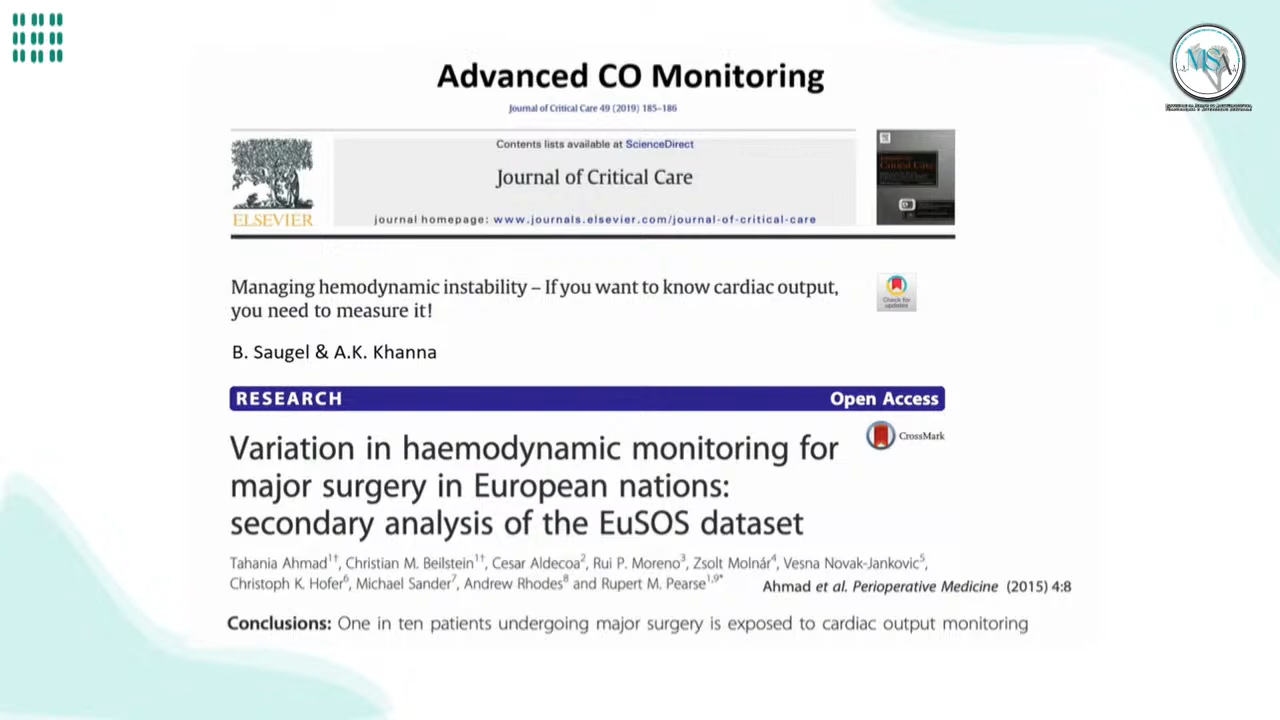 Advanced CO Monitoring
MSA
Journal of Critical Care 49 (2019) 185–186
Contents lists available at ScienceDirect
Journal of Critical Care
ELSEVIER
journal homepage: www.journals.elsevier.com/journal-of-critical-care
Managing hemodynamic instability – If you want to know cardiac output,
you need to measure it!
Check for
updates
B. Saugel & A.K. Khanna
RESEARCH Open Access
Variation in haemodynamic monitoring for
major surgery in European nations:
secondary analysis of the EuSOS dataset
CrossMark
Tahania Ahmad1†, Christian M. Beilstein1†, Cesar Aldecoa2, Rui P. Moreno3, Zsolt Molnár4, Vesna Novak-Jankovic5,
Christoph K. Hofer6, Michael Sander7, Andrew Rhodes8 and Rupert M. Pearse1,9*
Ahmad et al. Perioperative Medicine (2015) 4:8
Conclusions: One in ten patients undergoing major surgery is exposed to cardiac output monitoring